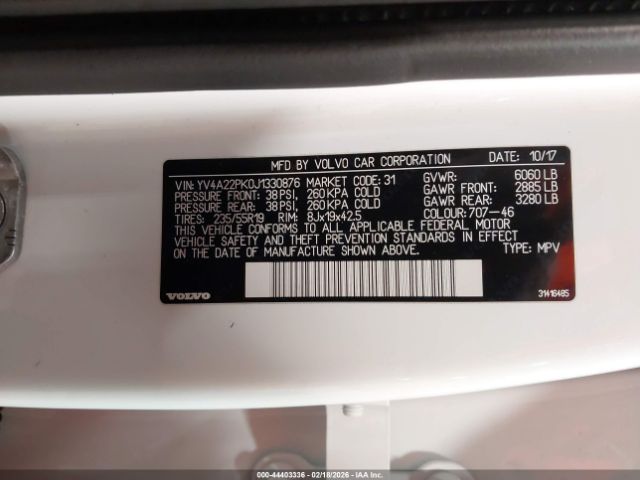 MFD BY VOLVO CAR CORPORATION DATE: 10/17
VIN: YV4A22PK0J1330876 MARKET CODE: 31 GVWR: 6060 LB
PRESSURE FRONT: 38 PSI, 260 KPA COLD GAWR FRONT: 2885 LB
PRESSURE REAR: 38 PSI, 260 KPA COLD GAWR REAR: 3280 LB
TIRES: 235/55R19 RIM: 8Jx19x42.5 COLOUR: 707-46
THIS VEHICLE CONFORMS TO ALL APPLICABLE FEDERAL MOTOR
VEHICLE SAFETY AND THEFT PREVENTION STANDARDS IN EFFECT
ON THE DATE OF MANUFACTURE SHOWN ABOVE. TYPE: MPV
VOLVO 31416485
000-44403336 - 02/18/2026 - IAA Inc.